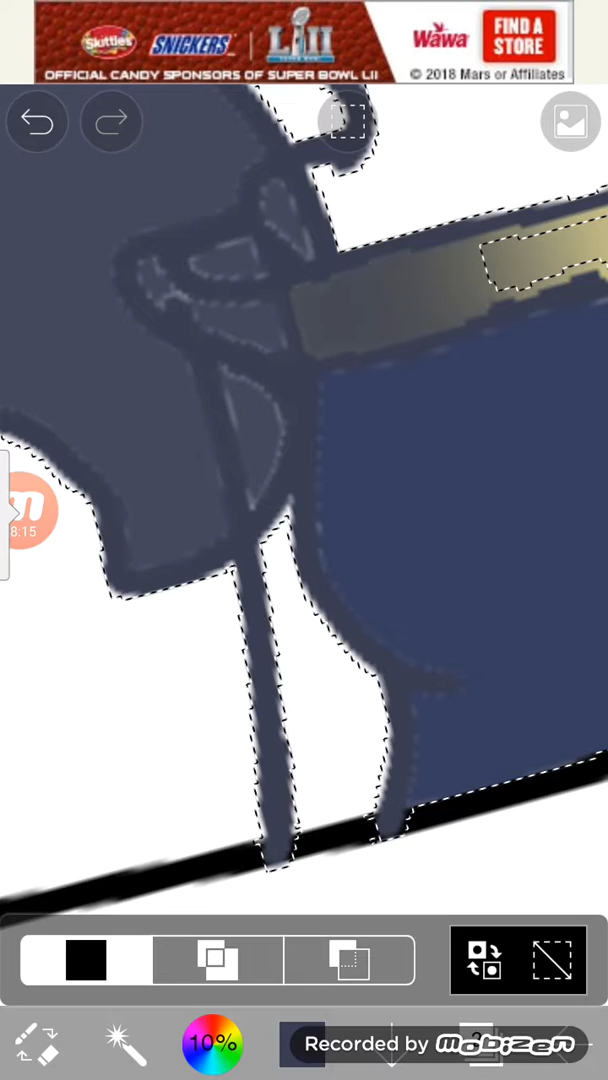 Skittles SNICKERS LII Wawa FIND A STORE
OFFICIAL CANDY SPONSORS OF SUPER BOWL LII © 2018 Mars or Affiliates
m
8:15
10%
Recorded by mobizen